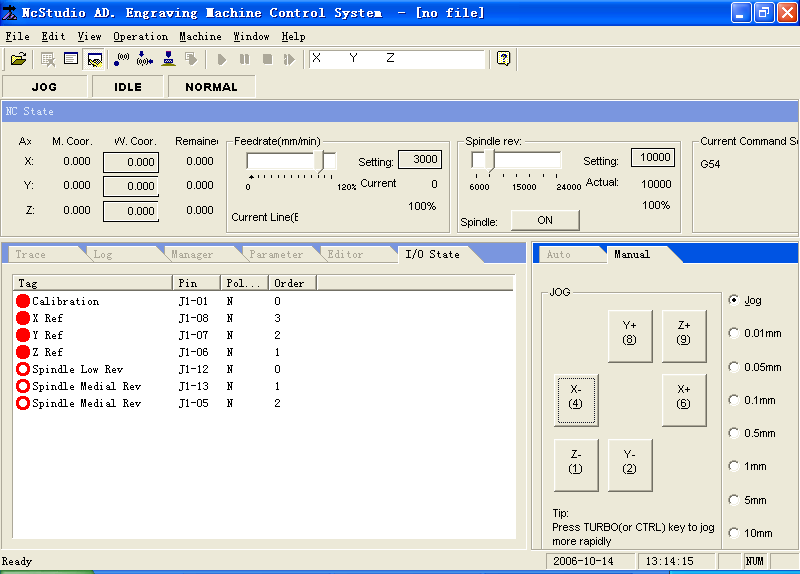 NcStudio AD. Engraving Machine Control System - [no file]
File Edit View Operation Machine Window Help
X Y Z
JOG IDLE NORMAL
NC State
Ax M. Coor. W. Coor. Remaine
X: 0.000 0.000 0.000
Y: 0.000 0.000 0.000
Z: 0.000 0.000 0.000
Feedrate(mm/min)
Setting: 3000
0 120% Current 0
100%
Current Line(E
Spindle rev:
Setting: 10000
6000 15000 24000 Actual: 10000
100%
Spindle: ON
Current Command Se
G54
Trace Log Manager Parameter Editor I/O State
Tag Pin Pol... Order
Calibration J1-01 N 0
X Ref J1-08 N 3
Y Ref J1-07 N 2
Z Ref J1-06 N 1
Spindle Low Rev J1-12 N 0
Spindle Medial Rev J1-13 N 1
Spindle Medial Rev J1-05 N 2
Auto Manual
JOG
Y+
(8)
Z+
(9)
X-
(4)
X+
(6)
Z-
(1)
Y-
(2)
Tip:
Press TURBO(or CTRL) key to jog
more rapidly
Jog
0.01mm
0.05mm
0.1mm
0.5mm
1mm
5mm
10mm
Ready 2006-10-14 13:14:15 NUM